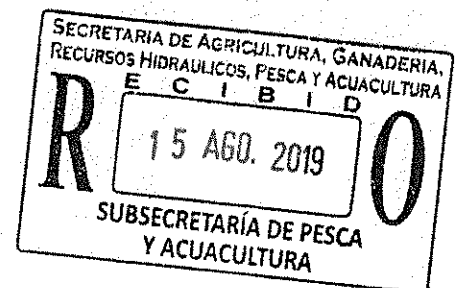 SECRETARIA DE AGRICULTURA, GANADERIA,
RECURSOS HIDRAULICOS, PESCA Y ACUACULTURA
R E C I B I D O
15 AGO. 2019
SUBSECRETARÍA DE PESCA
Y ACUACULTURA